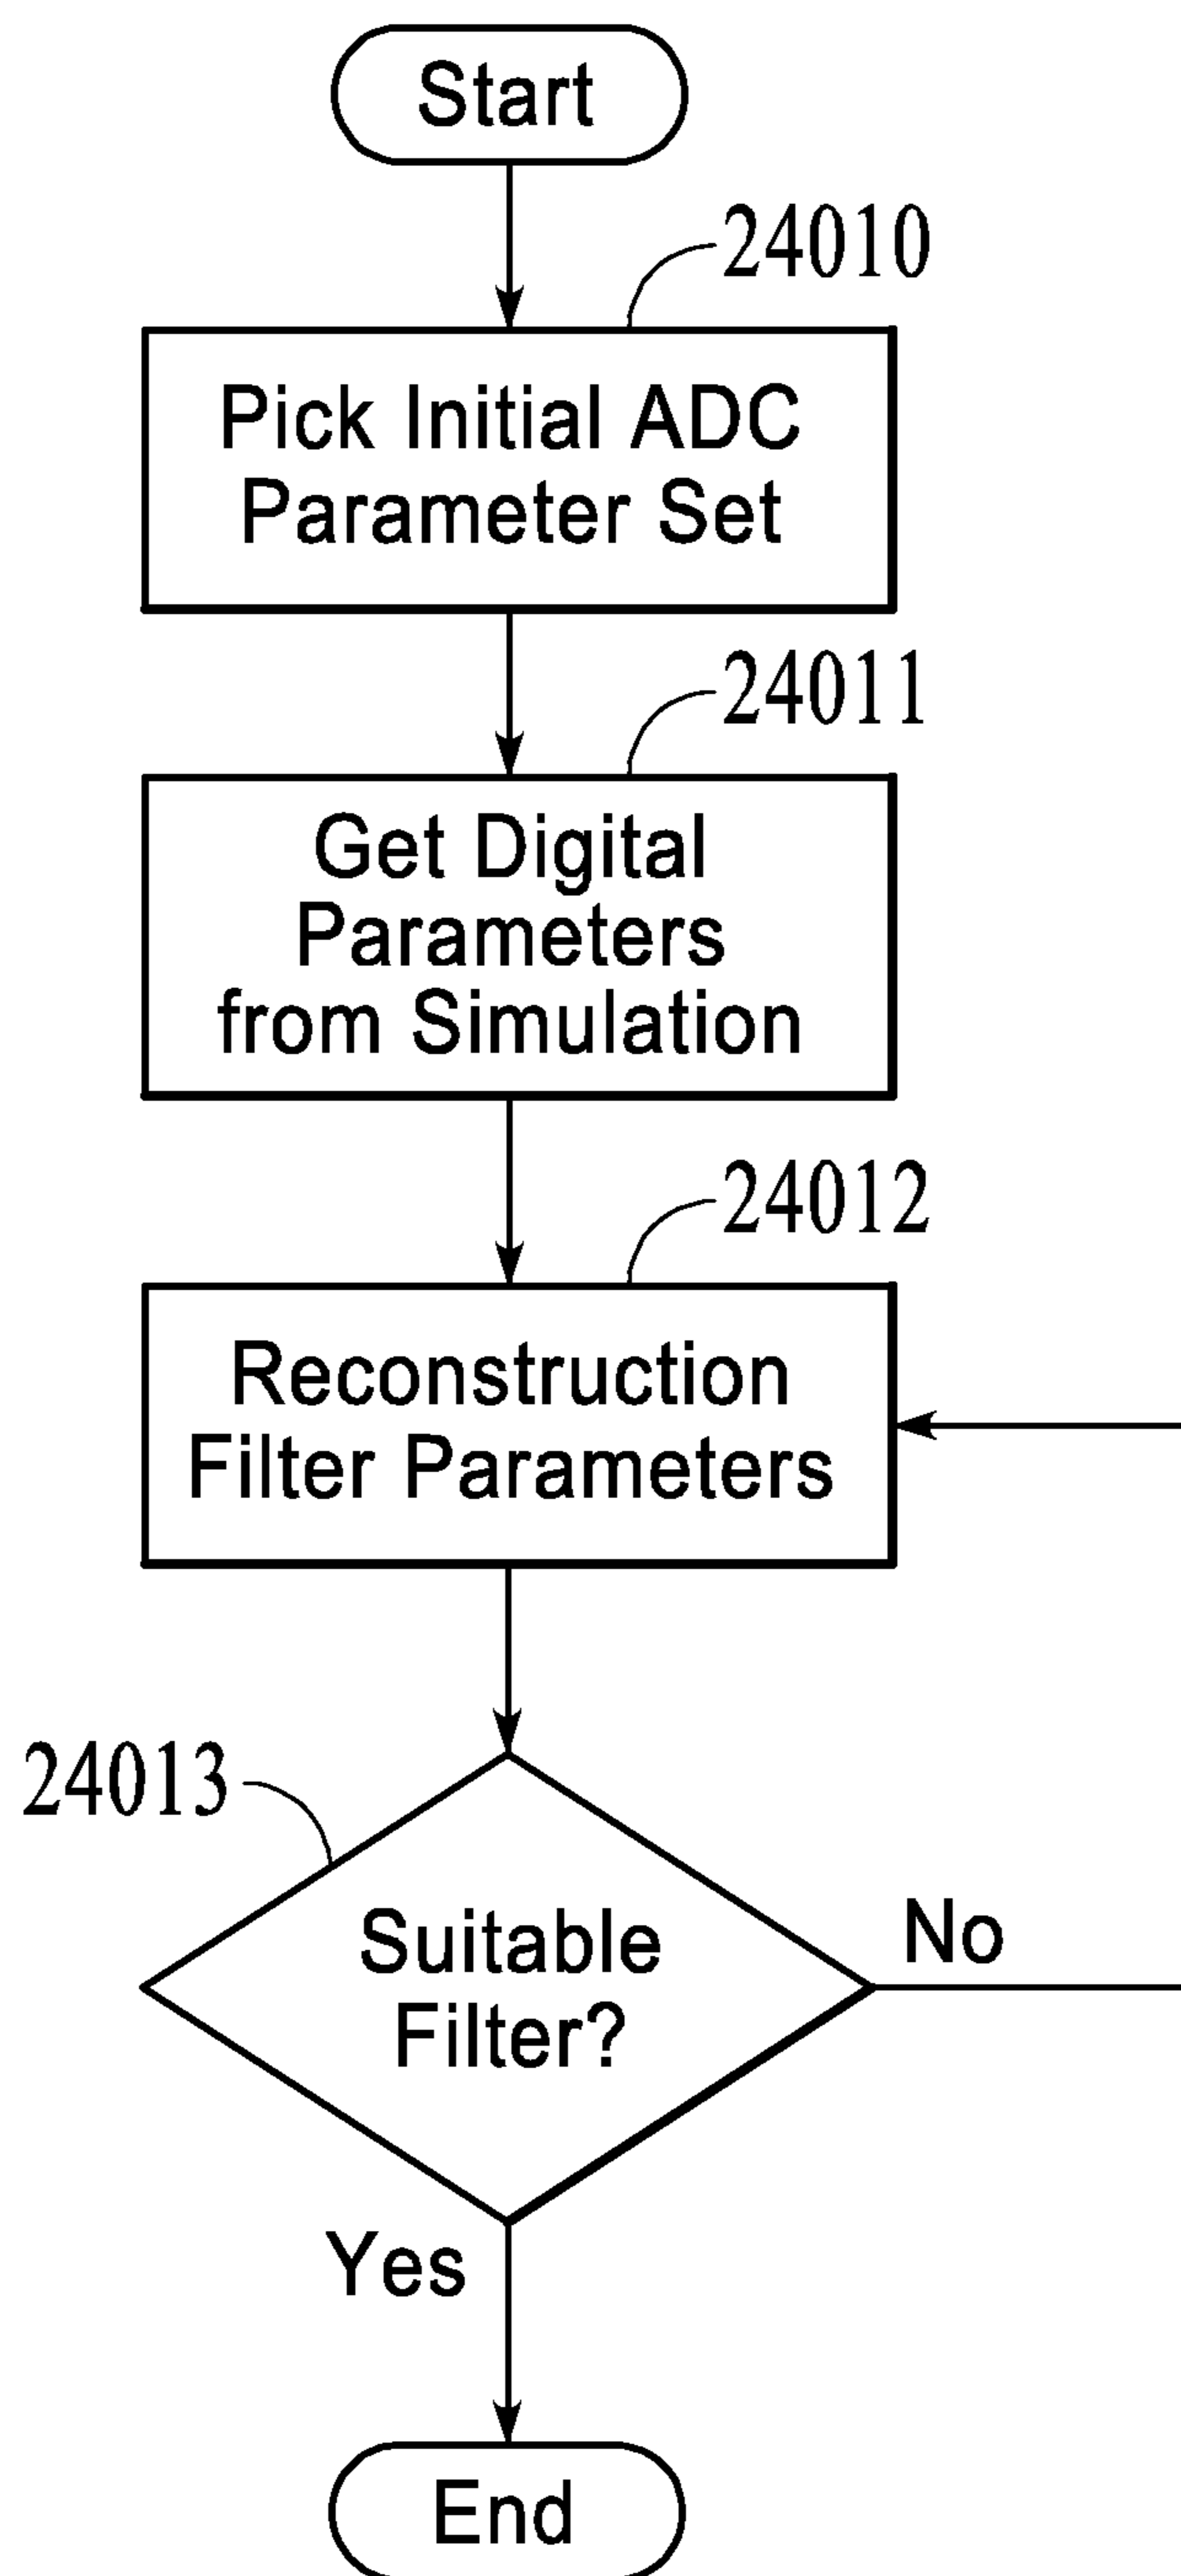 Start
24010
Pick Initial ADC
Parameter Set
24011
Get Digital
Parameters
from Simulation
24012
Reconstruction
Filter Parameters
24013
Suitable
Filter?
No
Yes
End